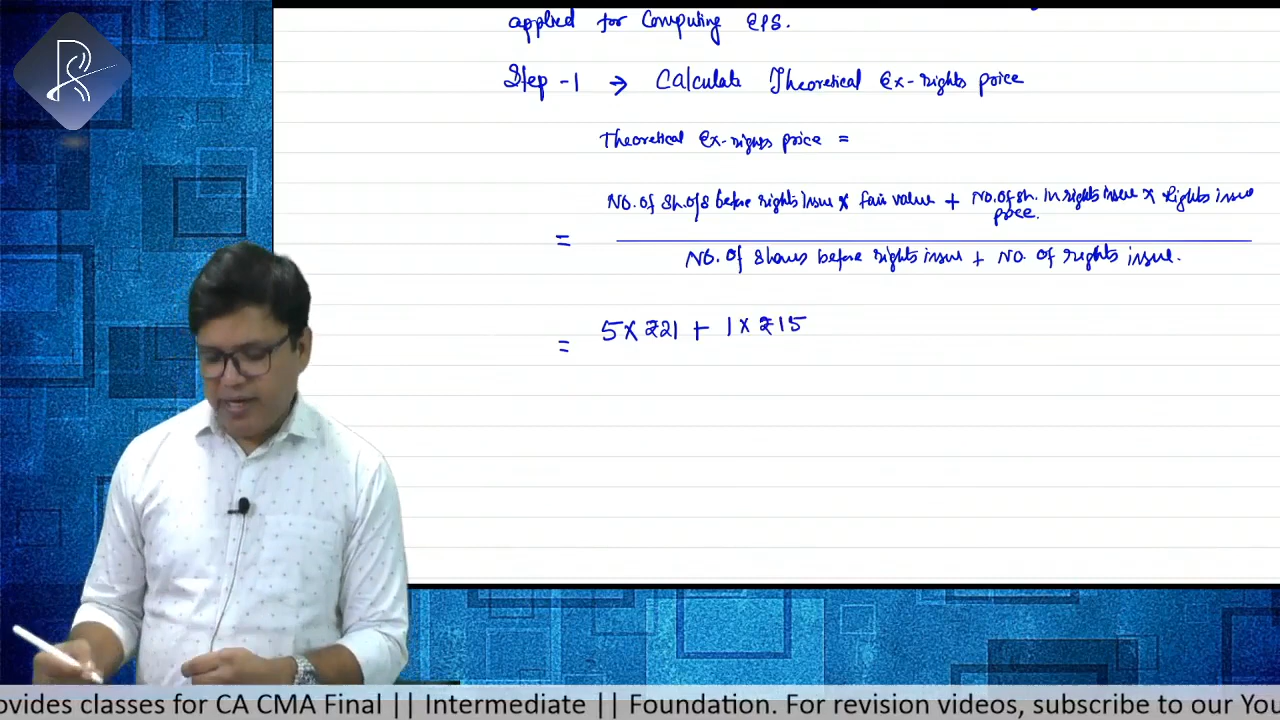 applied for Computing EPS.
Step -1 → Calculate Theoretical Ex-rights price
Theoretical Ex-rights price =
= No. of Sh. o/s before rights issue x fair value + No. of sh. in rights issue x Rights issue
price.
No. of shares before rights issue + No. of rights issue.
= 5 x ₹21 + 1 x ₹15
ovides classes for CA CMA Final || Intermediate || Foundation. For revision videos, subscribe to our You